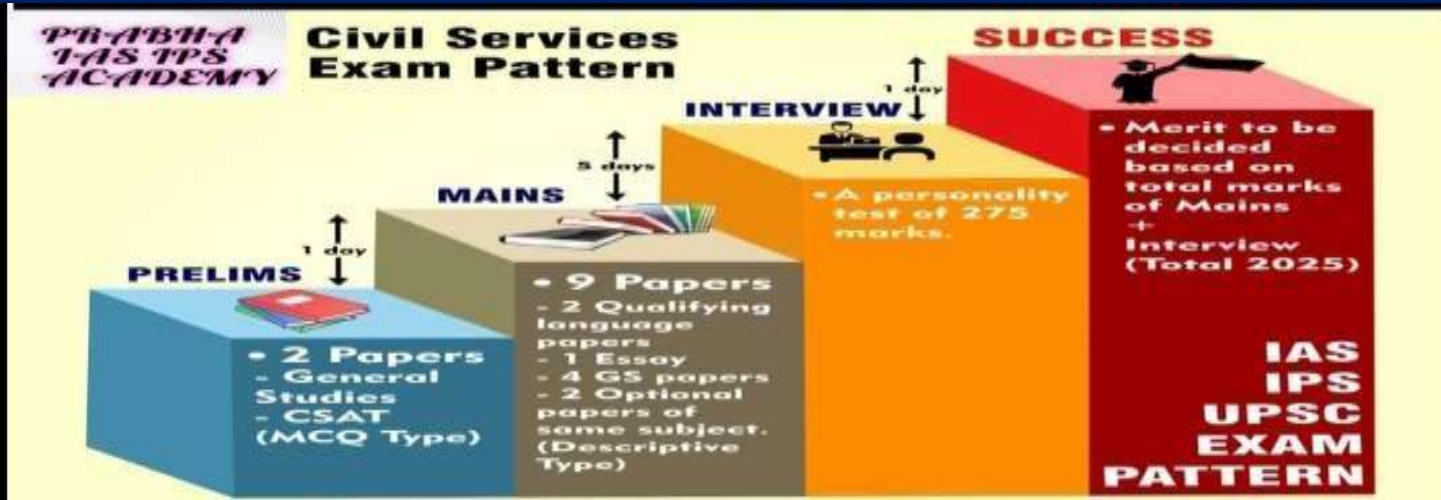 PRABHA
IAS IPS
ACADEMY
Civil Services
Exam Pattern
PRELIMS
1 day
• 2 Papers
- General
Studies
- CSAT
(MCQ Type)
MAINS
5 days
• 9 Papers
- 2 Qualifying
language
papers
- 1 Essay
- 4 GS papers
- 2 Optional
papers of
same subject.
(Descriptive
Type)
INTERVIEW
1 day
• A personality
test of 275
marks.
SUCCESS
• Merit to be
decided
based on
total marks
of Mains
+
Interview
(Total 2025)
IAS
IPS
UPSC
EXAM
PATTERN